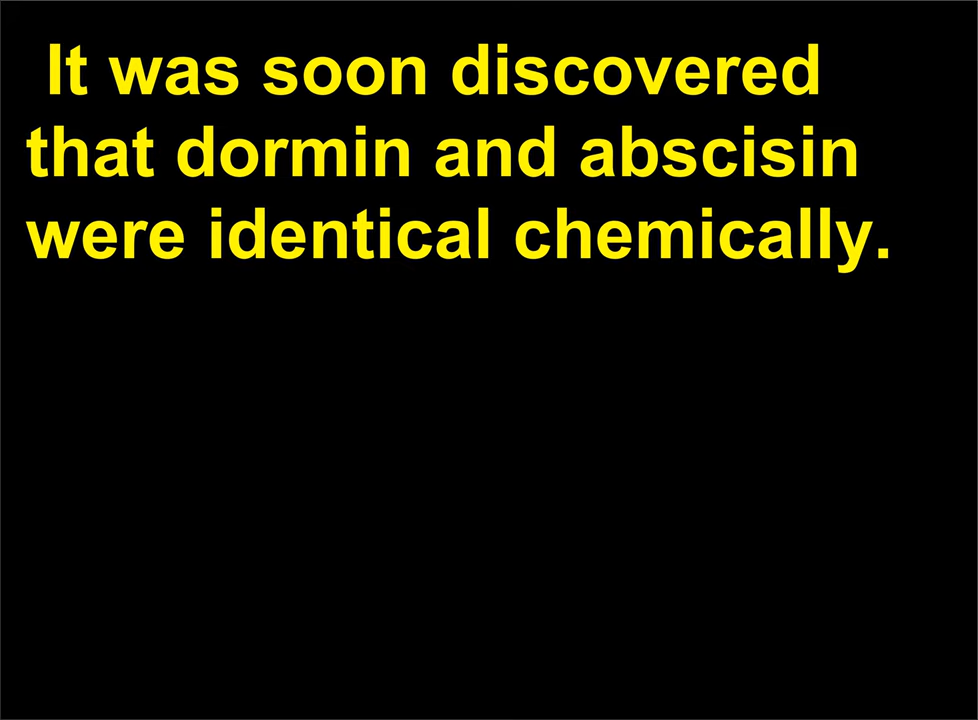 It was soon discovered
that dormin and abscisin
were identical chemically.